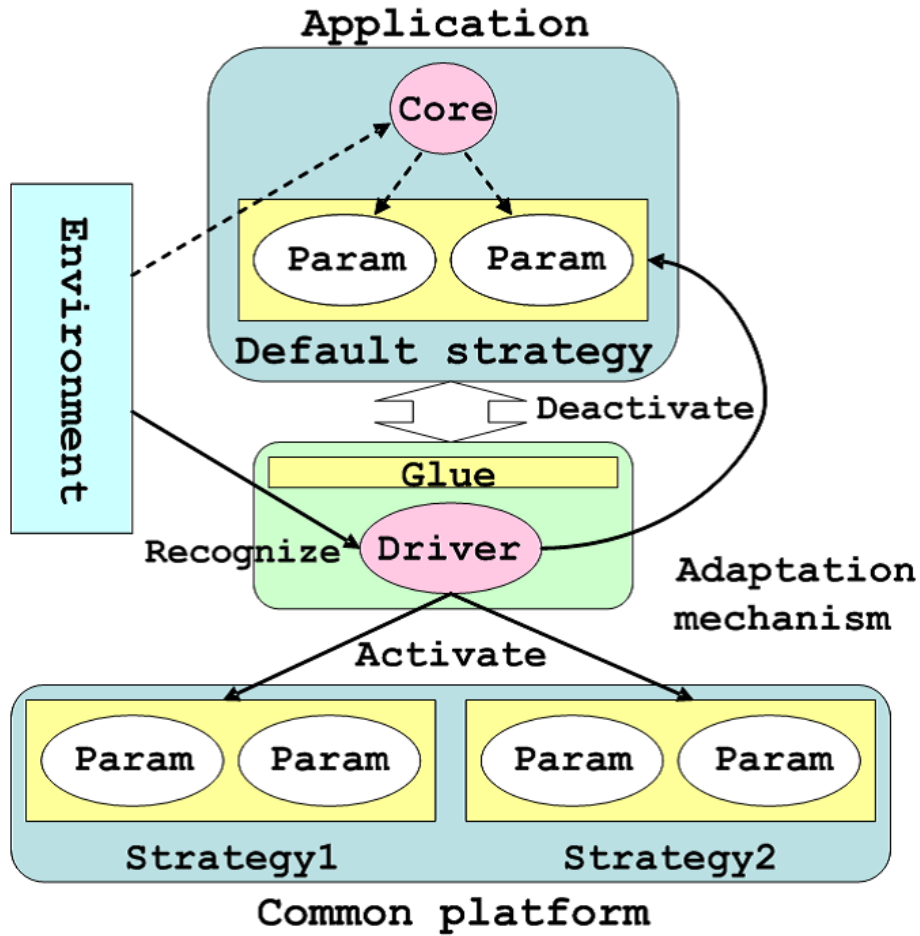 Application
Core
Param
Param
Default strategy
Environment
Deactivate
Glue
Driver
Recognize
Adaptation
mechanism
Activate
Param
Param
Param
Param
Strategy1
Strategy2
Common platform